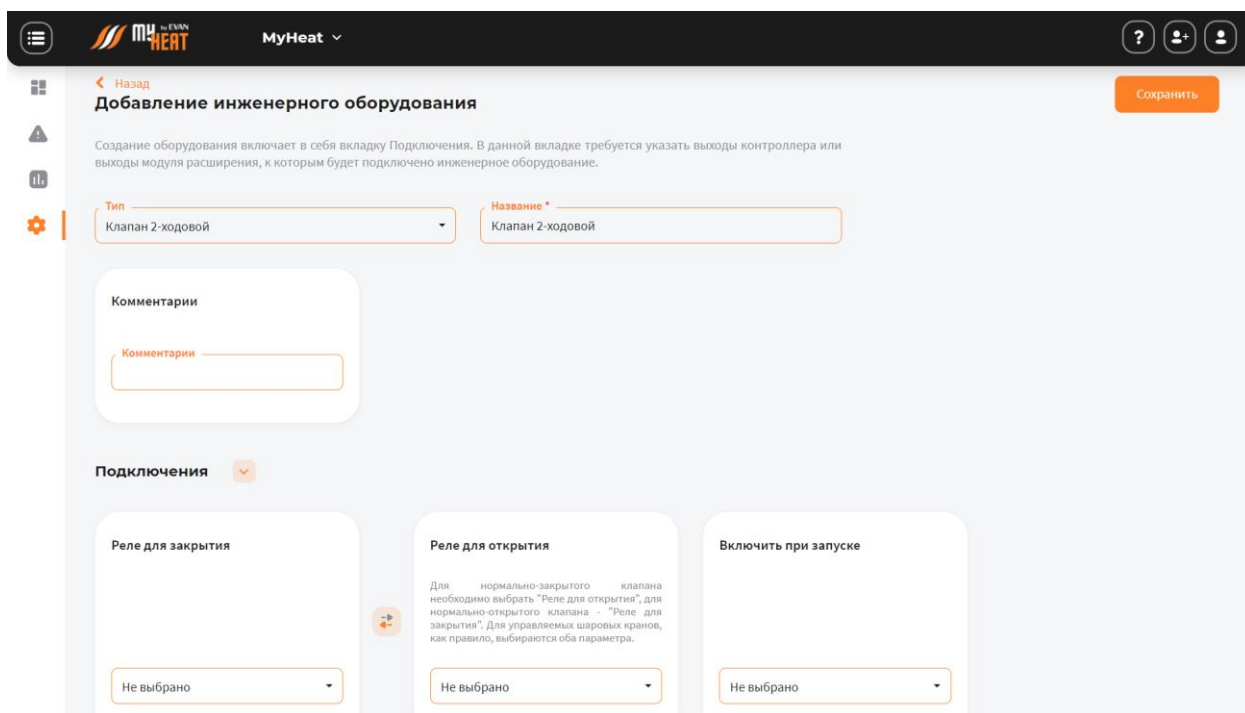 my by EVAN
HEAT
MyHeat
Назад
Добавление инженерного оборудования
Сохранить
Создание оборудования включает в себя вкладку Подключения. В данной вкладке требуется указать выходы контроллера или
выходы модуля расширения, к которым будет подключено инженерное оборудование.
Тип
Клапан 2-ходовой
Название *
Клапан 2-ходовой
Комментарии
Комментарии
Подключения
Реле для закрытия
Не выбрано
Реле для открытия
Для нормально-закрытого клапана
необходимо выбрать "Реле для открытия", для
нормально-открытого клапана - "Реле для
закрытия". Для управляемых шаровых кранов,
как правило, выбираются оба параметра.
Не выбрано
Включить при запуске
Не выбрано